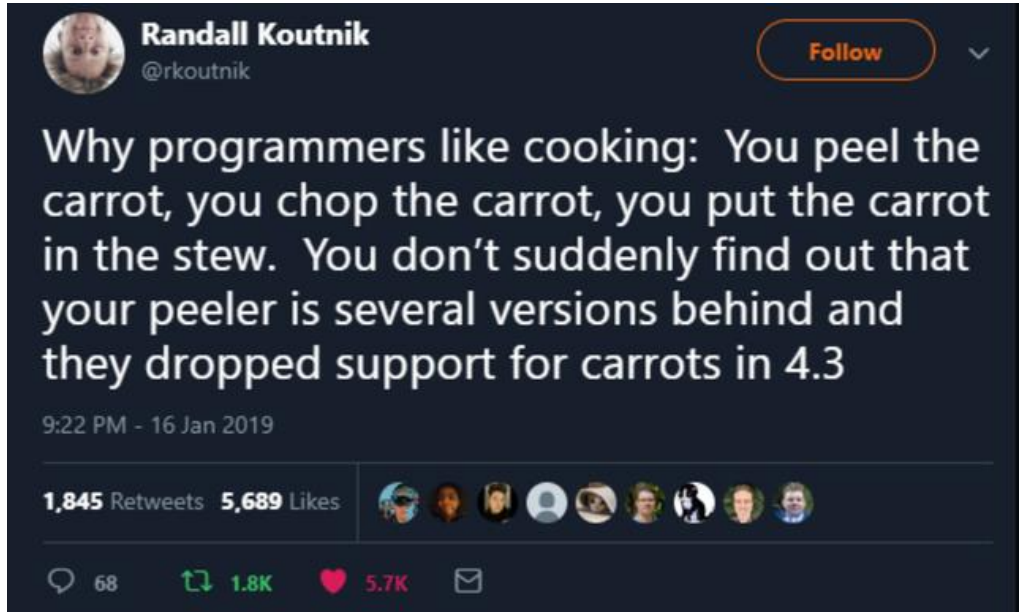 Randall Koutnik
@rkoutnik
Follow
Why programmers like cooking:  You peel the
carrot, you chop the carrot, you put the carrot
in the stew.  You don’t suddenly find out that
your peeler is several versions behind and
they dropped support for carrots in 4.3
9:22 PM - 16 Jan 2019
1,845 Retweets 5,689 Likes
68 1.8K 5.7K